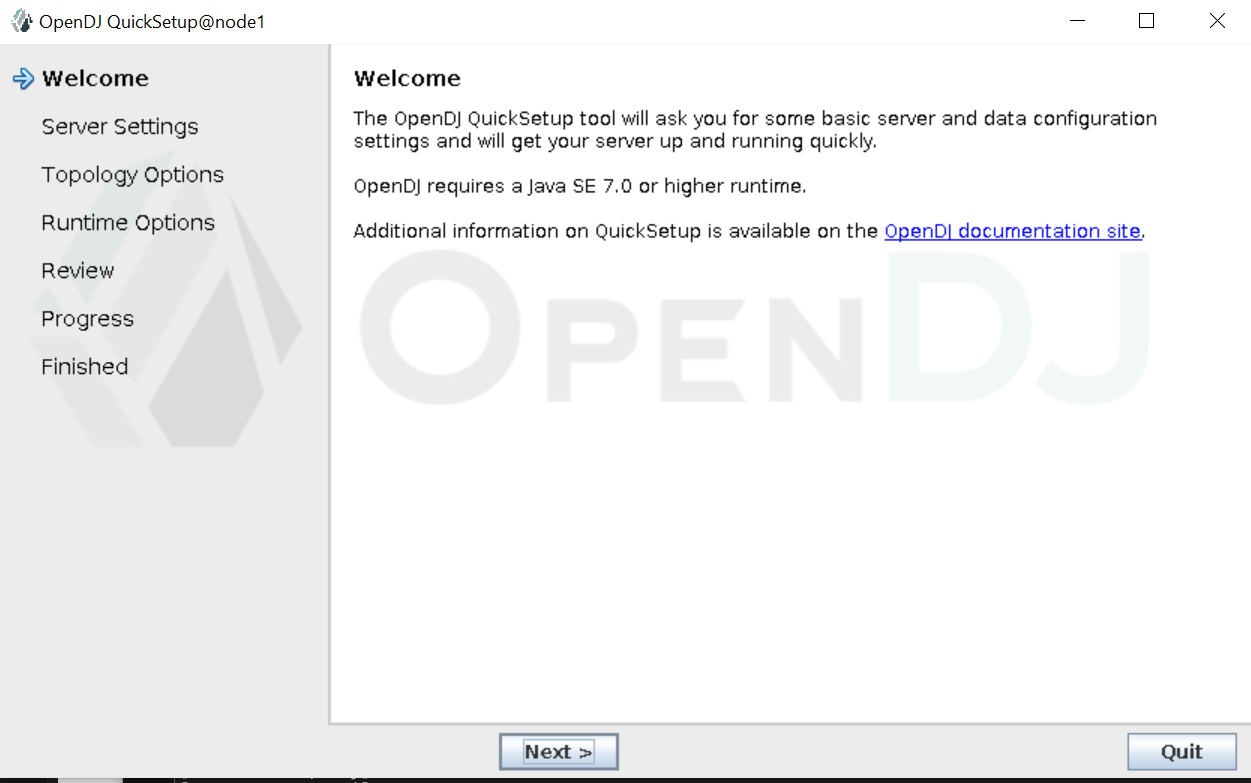 OpenDJ QuickSetup@node1
Welcome
Server Settings
Topology Options
Runtime Options
Review
Progress
Finished
Welcome
The OpenDJ QuickSetup tool will ask you for some basic server and data configuration
settings and will get your server up and running quickly.
OpenDJ requires a Java SE 7.0 or higher runtime.
Additional information on QuickSetup is available on the OpenDJ documentation site.
OPENDJ
Next >
Quit